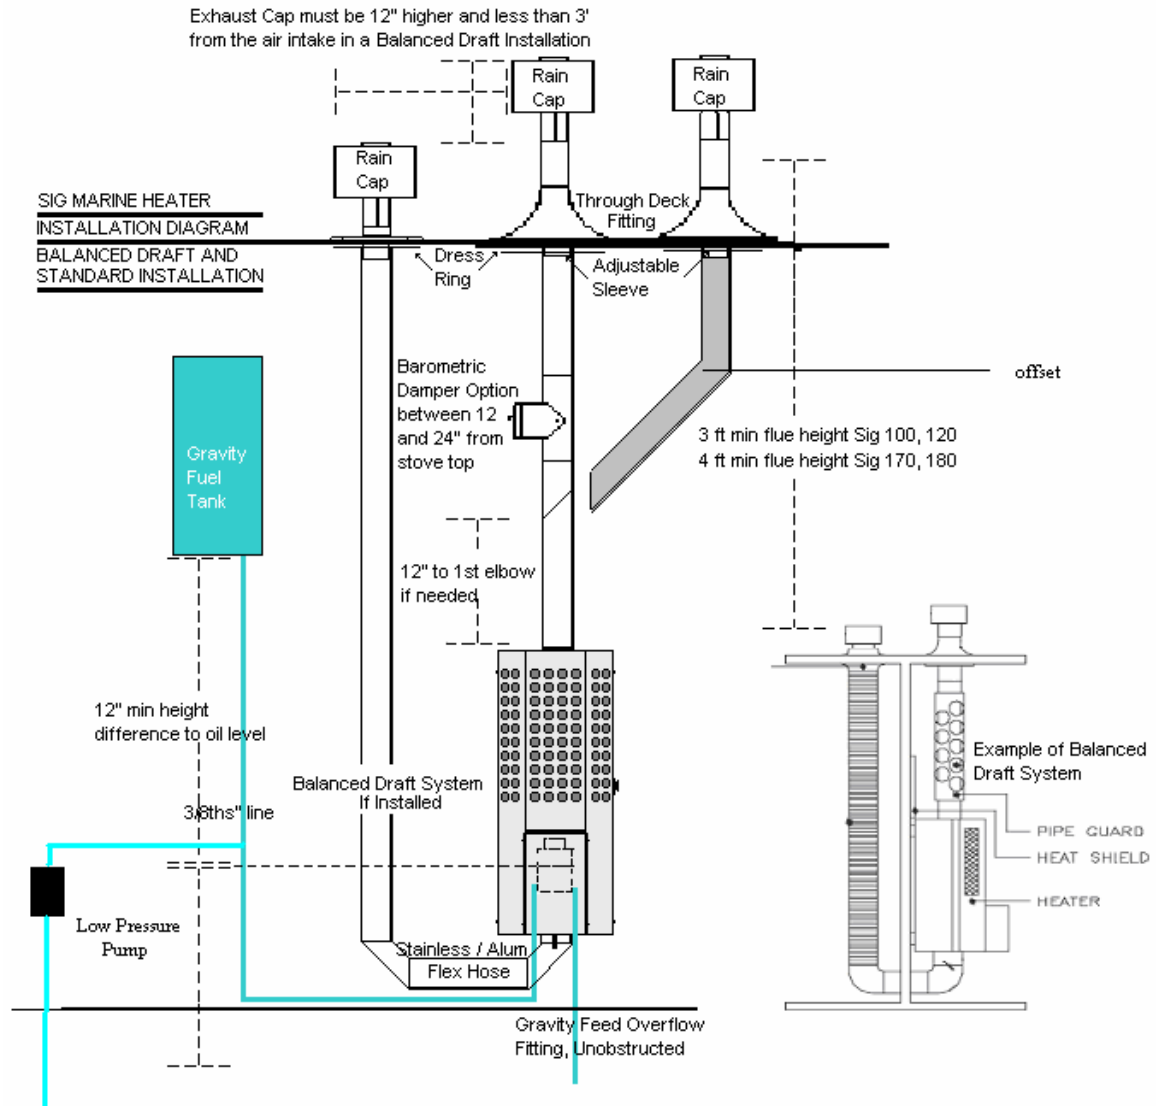 Exhaust Cap must be 12" higher and less than 3'
from the air intake in a Balanced Draft Installation
Rain
Cap
Rain
Cap
Rain
Cap
SIG MARINE HEATER
INSTALLATION DIAGRAM
BALANCED DRAFT AND
STANDARD INSTALLATION
Through Deck
Fitting
Dress
Ring
Adjustable
Sleeve
Barometric
Damper Option
between 12
and 24" from
stove top
offset
3 ft min flue height Sig 100, 120
4 ft min flue height Sig 170, 180
Gravity
Fuel
Tank
12" to 1st elbow
if needed
12" min height
difference to oil level
Balanced Draft System
If Installed
3/8ths" line
Example of Balanced
Draft System
PIPE GUARD
HEAT SHIELD
HEATER
Low Pressure
Pump
Stainless / Alum
Flex Hose
Gravity Feed Overflow
Fitting, Unobstructed